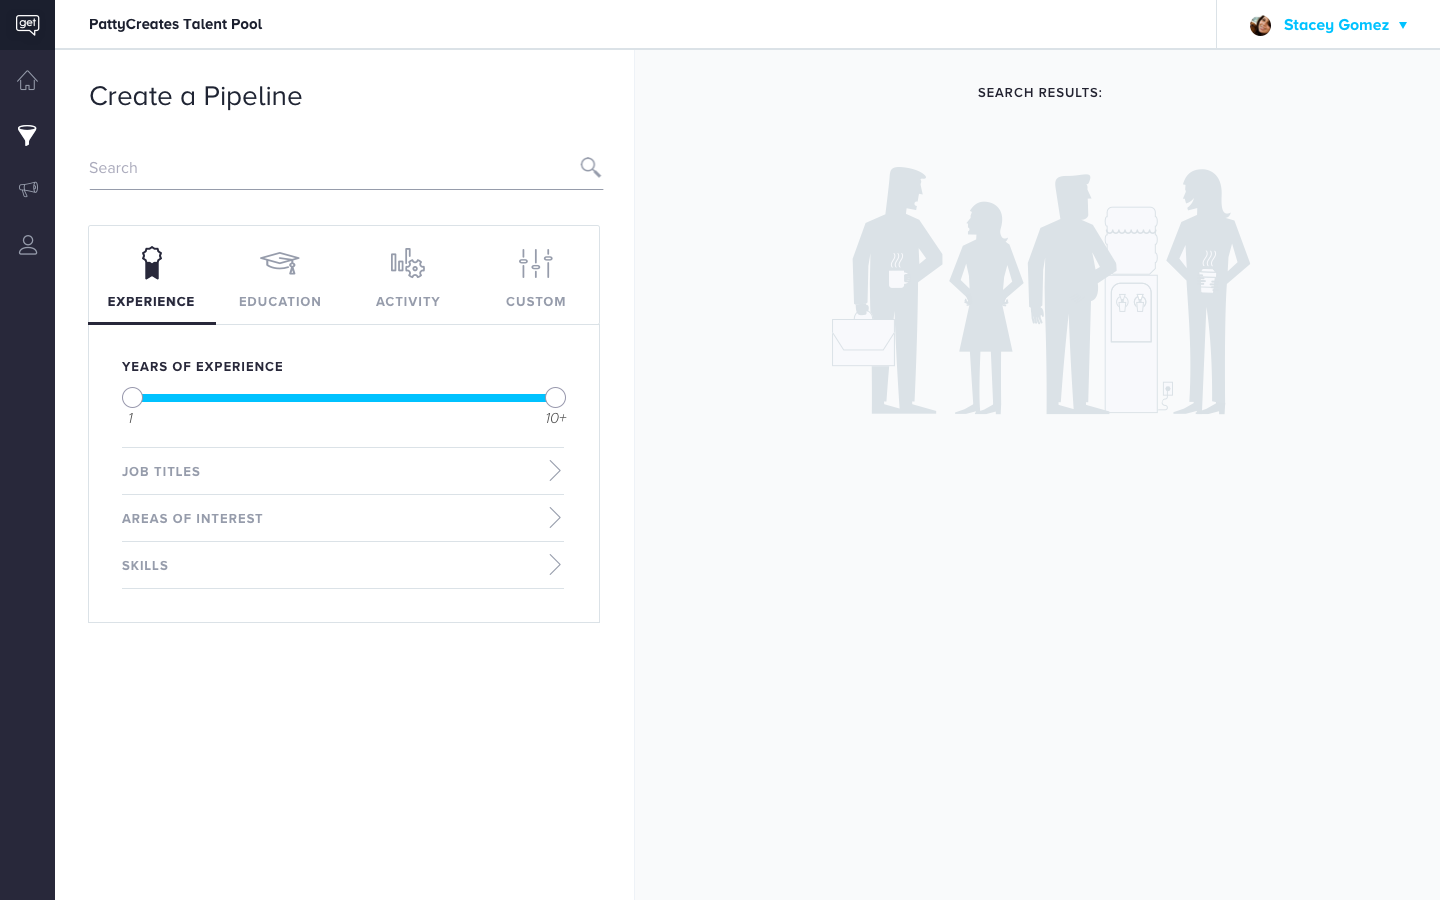 get
PattyCreates Talent Pool
Stacey Gomez
Create a Pipeline
Search
EXPERIENCE
EDUCATION
ACTIVITY
CUSTOM
YEARS OF EXPERIENCE
1
10+
JOB TITLES
AREAS OF INTEREST
SKILLS
SEARCH RESULTS: